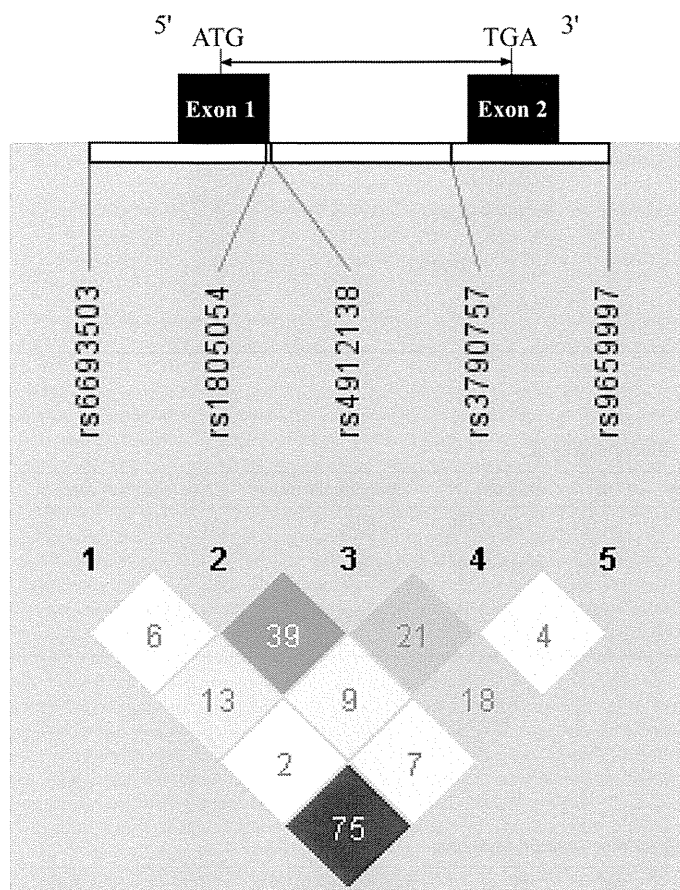 5' ATG TGA 3'
Exon 1 Exon 2
rs6693503
rs1805054
rs4912138
rs3790757
rs9659997
1 2 3 4 5
6 39 21 4
13 9 18
2 7
75